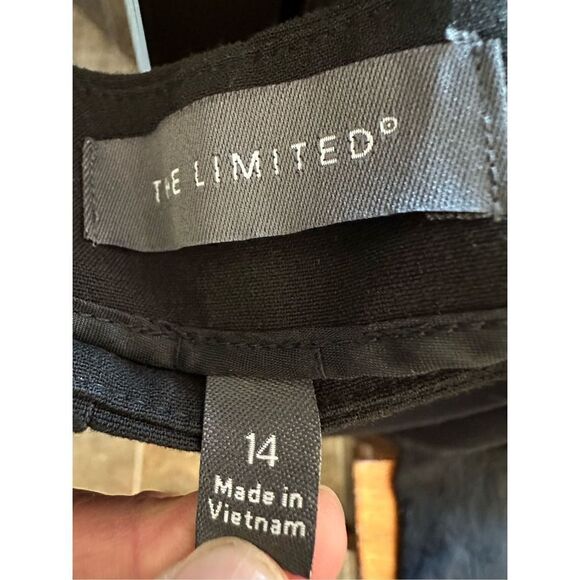 THE LIMITED®
14
Made in
Vietnam